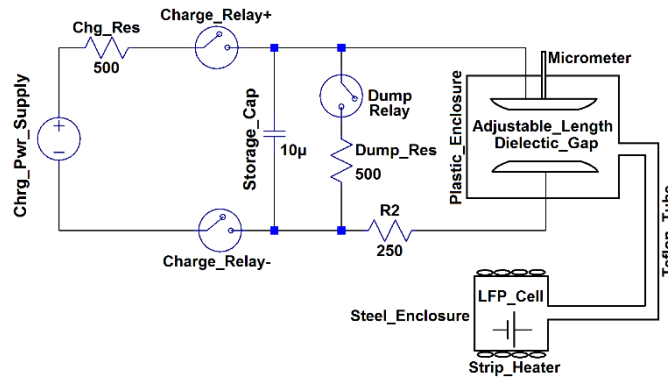 Charge_Relay+
Chg_Res
500
Chrg_Pwr_Supply
+
-
Storage_Cap
10µ
Dump
Relay
Dump_Res
500
R2
250
Charge_Relay-
Micrometer
Plastic_Enclosure
Adjustable_Length
Dielectic_Gap
Teflon_Tube
Steel_Enclosure
LFP_Cell
Strip_Heater